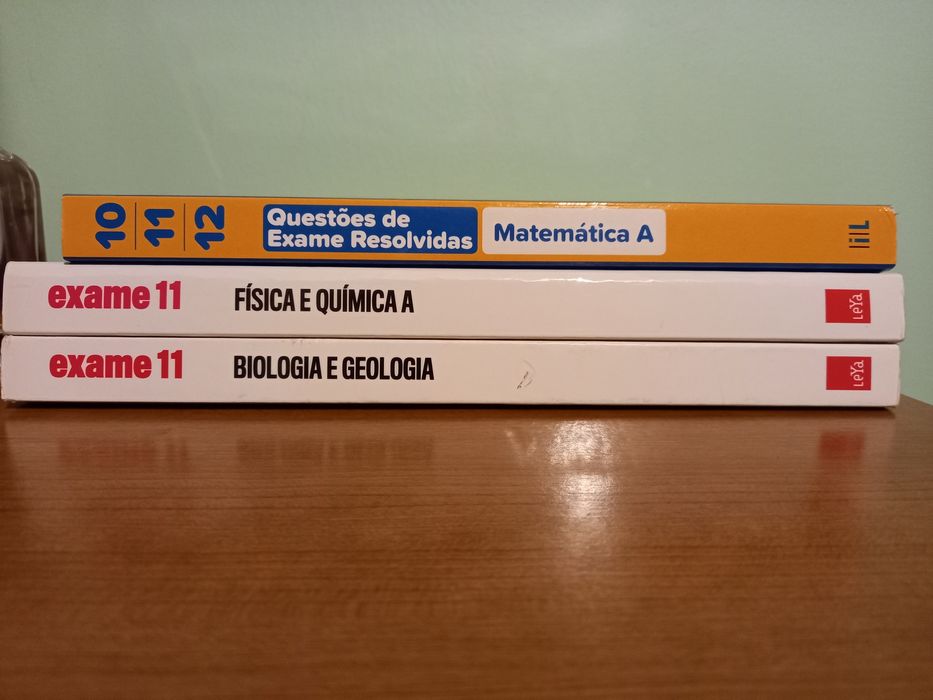 10 11 12
Questões de
Exame Resolvidas
Matemática A
exame 11 FÍSICA E QUÍMICA A LeYa
exame 11 BIOLOGIA E GEOLOGIA LeYa